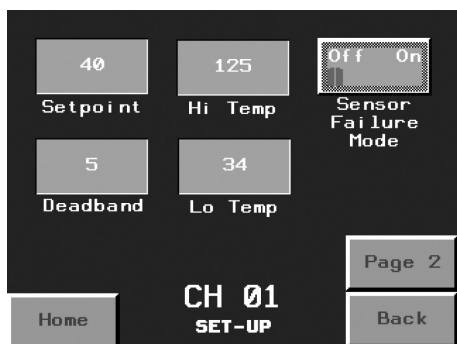 40
Setpoint
125
Hi Temp
Off On
Sensor
Failure
Mode
5
Deadband
34
Lo Temp
Page 2
Home
CH 01
SET-UP
Back